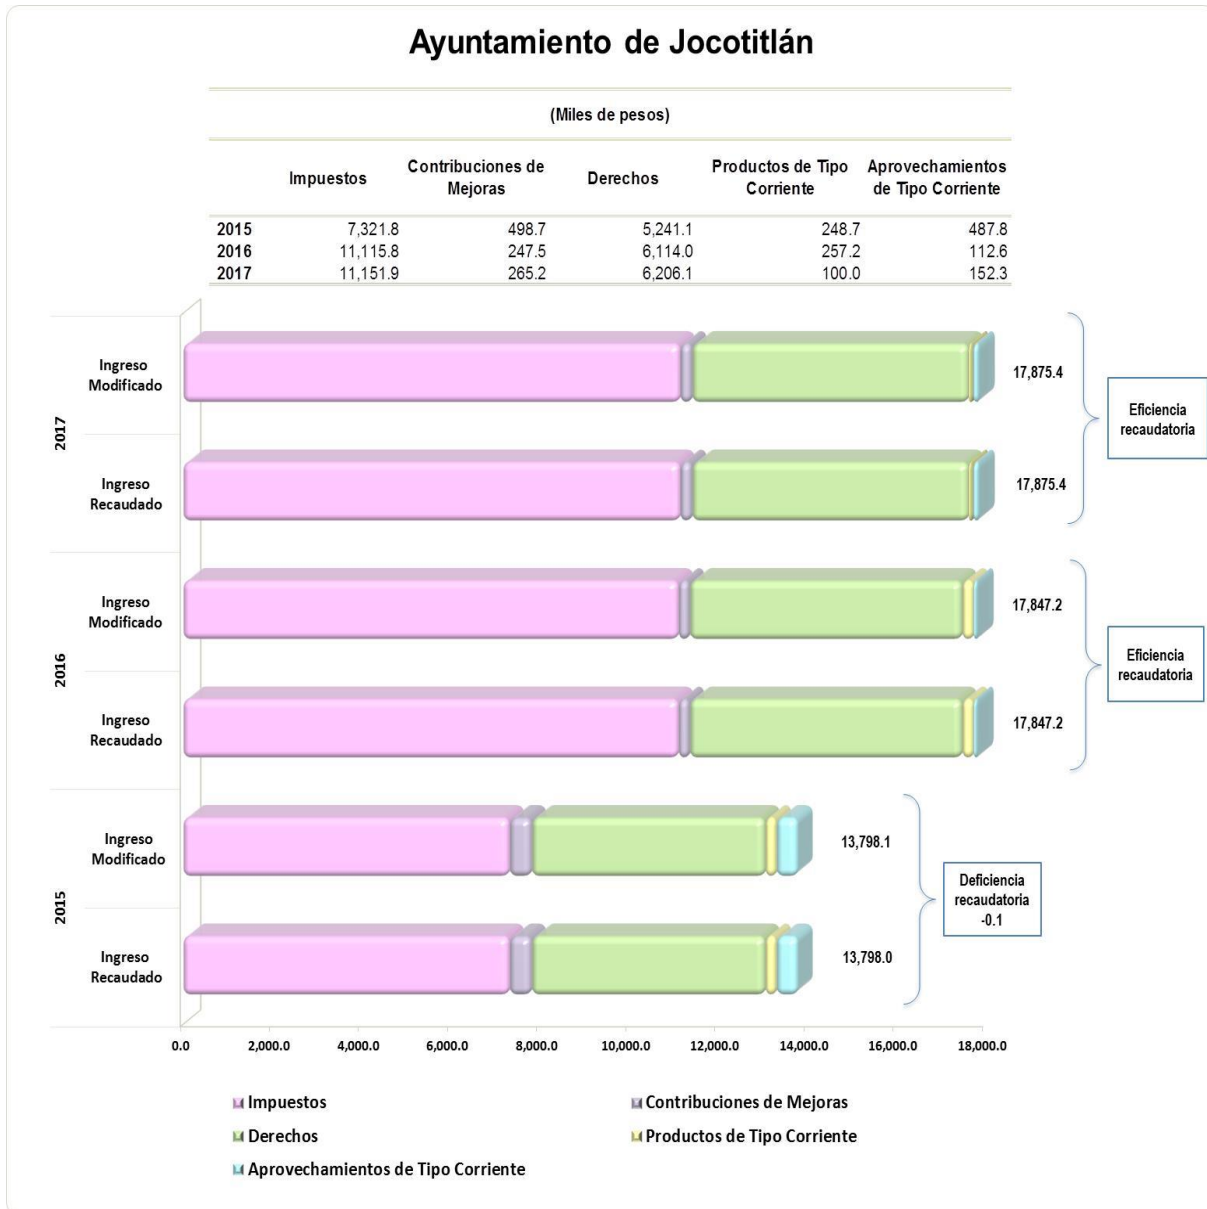 Ayuntamiento de Jocotitlán
(Miles de pesos)
Impuestos Contribuciones de Mejoras Derechos Productos de Tipo Corriente Aprovechamientos de Tipo Corriente
2015 7,321.8 498.7 5,241.1 248.7 487.8
2016 11,115.8 247.5 6,114.0 257.2 112.6
2017 11,151.9 265.2 6,206.1 100.0 152.3
2017
Ingreso
Modificado
17,875.4
Ingreso
Recaudado
17,875.4
Eficiencia
recaudatoria
2016
Ingreso
Modificado
17,847.2
Ingreso
Recaudado
17,847.2
Eficiencia
recaudatoria
2015
Ingreso
Modificado
13,798.1
Ingreso
Recaudado
13,798.0
Deficiencia
recaudatoria
-0.1
0.0 2,000.0 4,000.0 6,000.0 8,000.0 10,000.0 12,000.0 14,000.0 16,000.0 18,000.0
Impuestos Contribuciones de Mejoras
Derechos Productos de Tipo Corriente
Aprovechamientos de Tipo Corriente